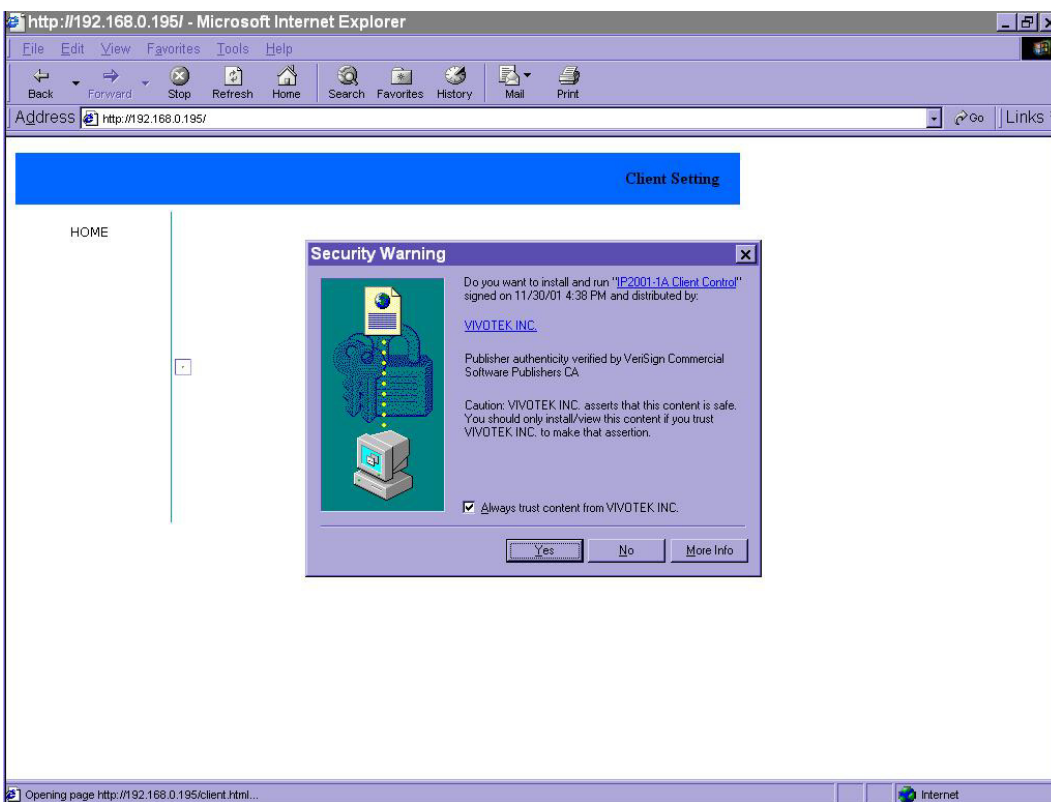 http://192.168.0.195/ - Microsoft Internet Explorer
File Edit View Favorites Tools Help
Back Forward Stop Refresh Home Search Favorites History Mail Print
Address http://192.168.0.195/ Go Links
Client Setting
HOME
Security Warning
Do you want to install and run "IP2001-1A Client Control"
signed on 11/30/01 4:38 PM and distributed by:
VIVOTEK INC.
Publisher authenticity verified by VeriSign Commercial
Software Publishers CA
Caution: VIVOTEK INC. asserts that this content is safe.
You should only install/view this content if you trust
VIVOTEK INC. to make that assertion.
Always trust content from VIVOTEK INC.
Yes No More Info
Opening page http://192.168.0.195/client.html... Internet